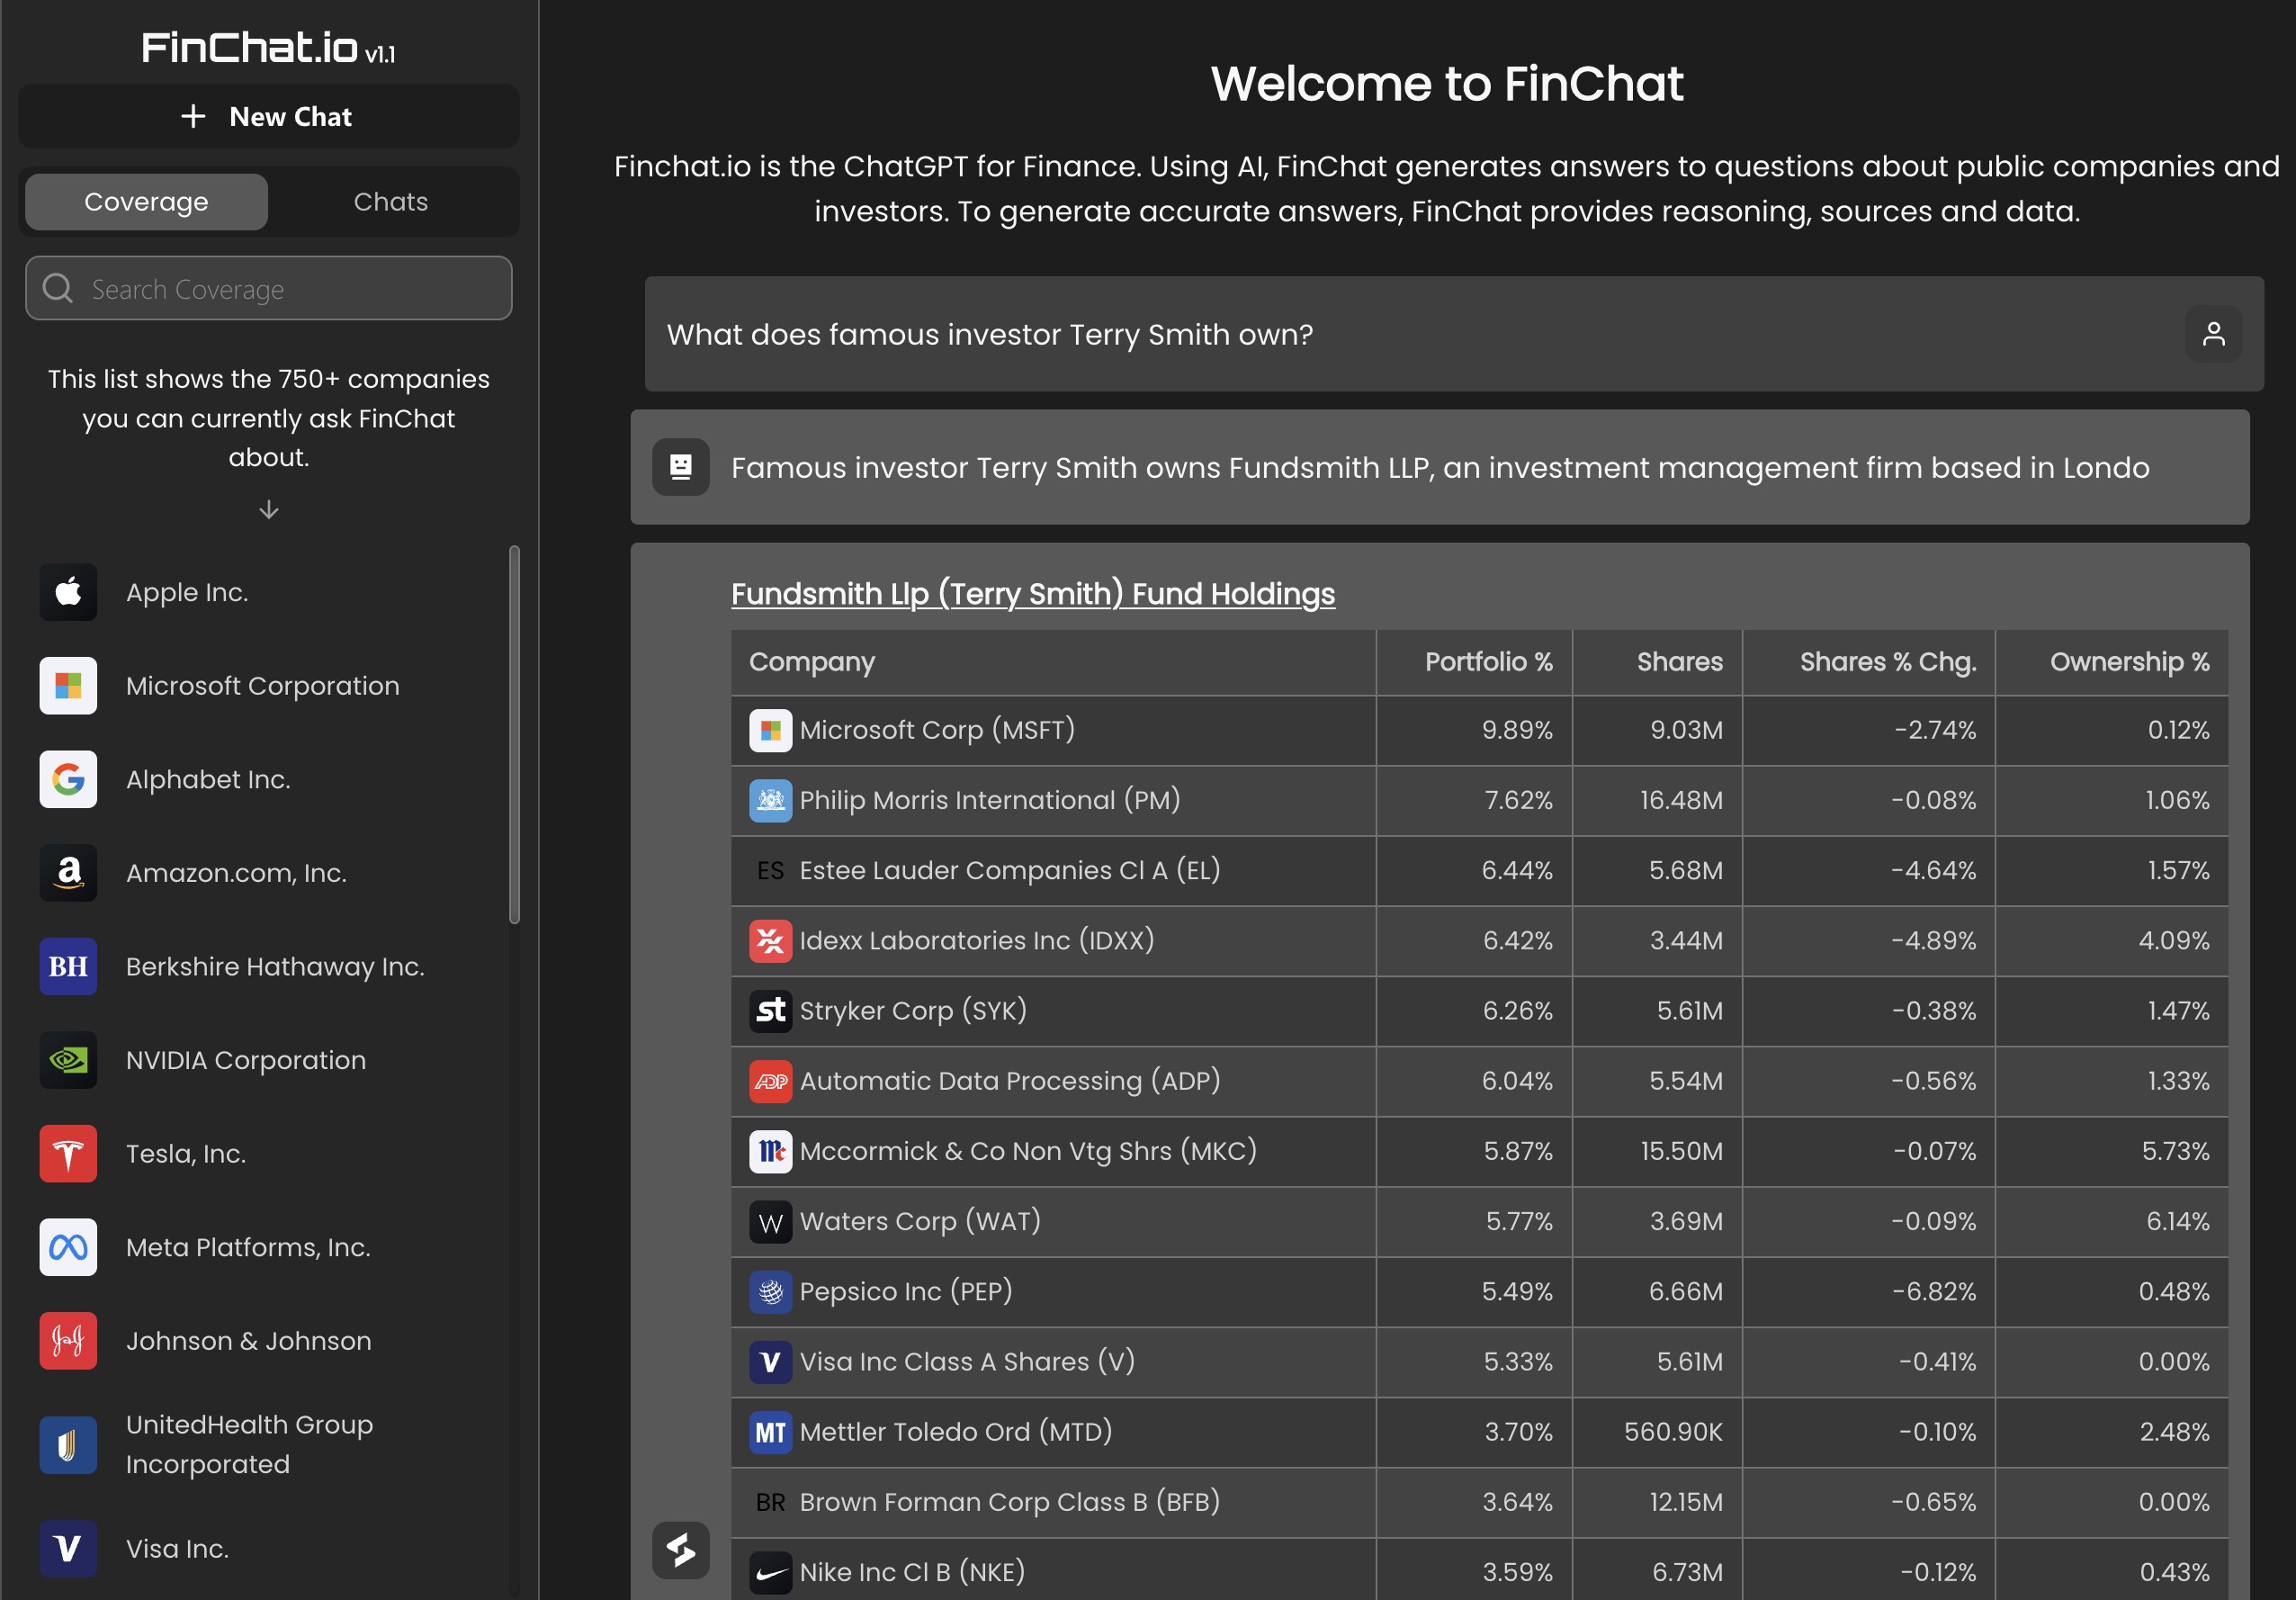 FinChat.io v1.1
+ New Chat
Coverage Chats
Search Coverage
This list shows the 750+ companies
you can currently ask FinChat
about.
↓
Apple Inc.
Microsoft Corporation
Alphabet Inc.
Amazon.com, Inc.
BH Berkshire Hathaway Inc.
NVIDIA Corporation
Tesla, Inc.
Meta Platforms, Inc.
J&J Johnson & Johnson
UnitedHealth Group
Incorporated
V Visa Inc.
Welcome to FinChat
Finchat.io is the ChatGPT for Finance. Using AI, FinChat generates answers to questions about public companies and
investors. To generate accurate answers, FinChat provides reasoning, sources and data.
What does famous investor Terry Smith own?
Famous investor Terry Smith owns Fundsmith LLP, an investment management firm based in Londo
Fundsmith Llp (Terry Smith) Fund Holdings
Company Portfolio % Shares Shares % Chg. Ownership %
Microsoft Corp (MSFT) 9.89% 9.03M -2.74% 0.12%
Philip Morris International (PM) 7.62% 16.48M -0.08% 1.06%
ES Estee Lauder Companies Cl A (EL) 6.44% 5.68M -4.64% 1.57%
Idexx Laboratories Inc (IDXX) 6.42% 3.44M -4.89% 4.09%
st Stryker Corp (SYK) 6.26% 5.61M -0.38% 1.47%
ADP Automatic Data Processing (ADP) 6.04% 5.54M -0.56% 1.33%
mc Mccormick & Co Non Vtg Shrs (MKC) 5.87% 15.50M -0.07% 5.73%
W Waters Corp (WAT) 5.77% 3.69M -0.09% 6.14%
Pepsico Inc (PEP) 5.49% 6.66M -6.82% 0.48%
V Visa Inc Class A Shares (V) 5.33% 5.61M -0.41% 0.00%
MT Mettler Toledo Ord (MTD) 3.70% 560.90K -0.10% 2.48%
BR Brown Forman Corp Class B (BFB) 3.64% 12.15M -0.65% 0.00%
Nike Inc Cl B (NKE) 3.59% 6.73M -0.12% 0.43%